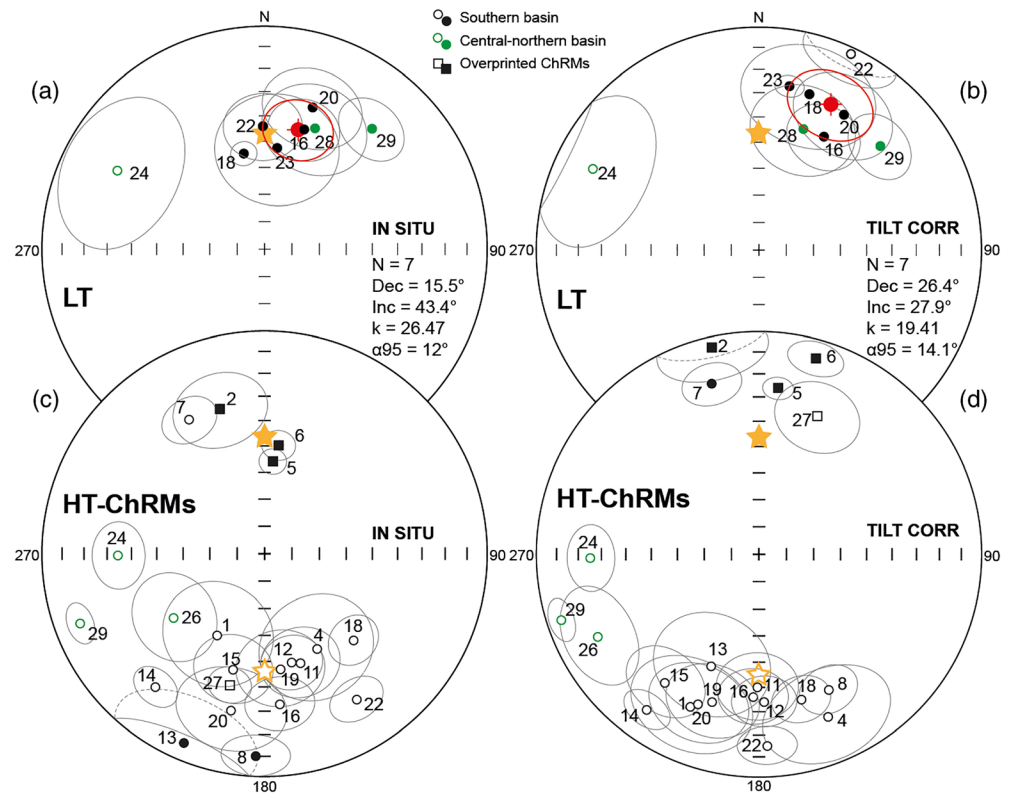 N
N
Southern basin
Central-northern basin
Overprinted ChRMs
(a)
(b)
20
22
16
28
29
18
23
24
22
23
18
20
28
16
29
24
IN SITU
TILT CORR
270
90
270
90
N = 7
Dec = 15.5°
Inc = 43.4°
k = 26.47
α95 = 12°
LT
N = 7
Dec = 26.4°
Inc = 27.9°
k = 19.41
α95 = 14.1°
LT
(c)
(d)
7
2
6
5
2
6
7
5
27
HT-ChRMs
IN SITU
HT-ChRMs
TILT CORR
270
90
270
90
24
29
26
1
4
18
12
15
11
19
14
27
20
16
22
13
8
24
29
26
13
15
19
16
11
18
8
14
1
20
12
4
22
180
180